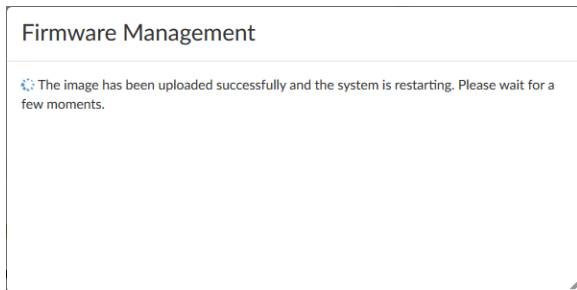 Firmware Management
The image has been uploaded successfully and the system is restarting. Please wait for a
few moments.